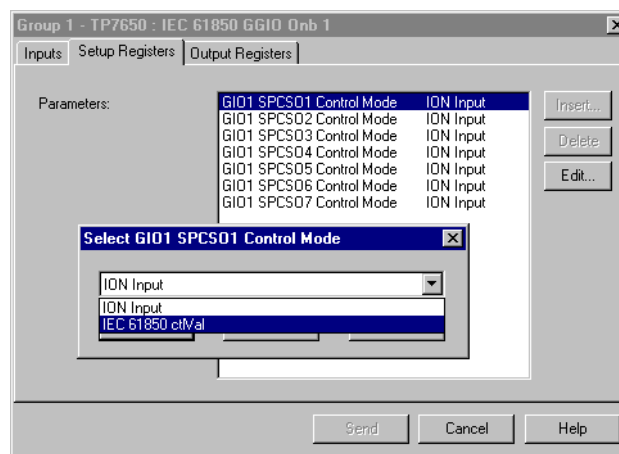 Group 1 - TP7650 : IEC 61850 GGIO Onb 1
Inputs Setup Registers Output Registers
Parameters:
GIO1 SPCSO1 Control Mode ION Input
GIO1 SPCSO2 Control Mode ION Input
GIO1 SPCSO3 Control Mode ION Input
GIO1 SPCSO4 Control Mode ION Input
GIO1 SPCSO5 Control Mode ION Input
GIO1 SPCSO6 Control Mode ION Input
GIO1 SPCSO7 Control Mode ION Input
Insert...
Delete
Edit...
Select GIO1 SPCSO1 Control Mode
ION Input
ION Input
IEC 61850 ctlVal
Send Cancel Help